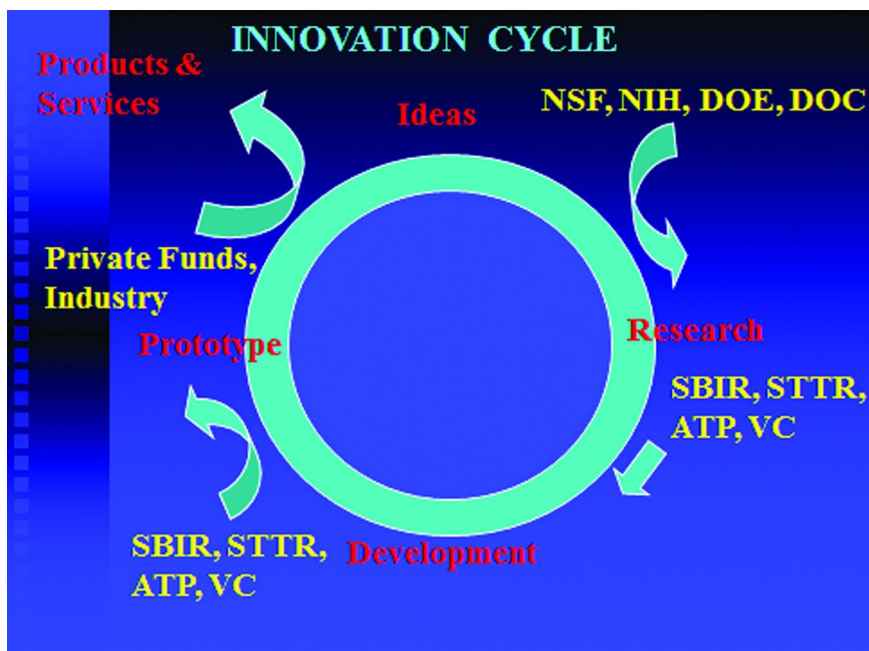 INNOVATION CYCLE
Products &
Services
Ideas
NSF, NIH, DOE, DOC
Private Funds,
Industry
Prototype
Research
SBIR, STTR,
ATP, VC
SBIR, STTR,
ATP, VC
Development